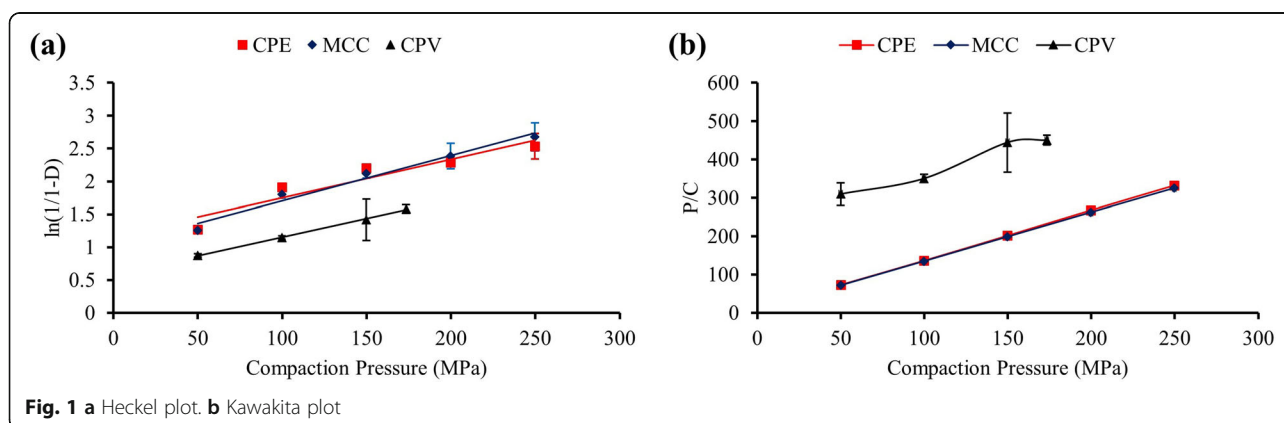 (a)
CPE MCC CPV
ln(1/1-D)
3.5
3
2.5
2
1.5
1
0.5
0
0 50 100 150 200 250 300
Compaction Pressure (MPa)
(b)
CPE MCC CPV
P/C
600
500
400
300
200
100
0
0 50 100 150 200 250 300
Compaction Pressure (MPa)
Fig. 1 a Heckel plot. b Kawakita plot